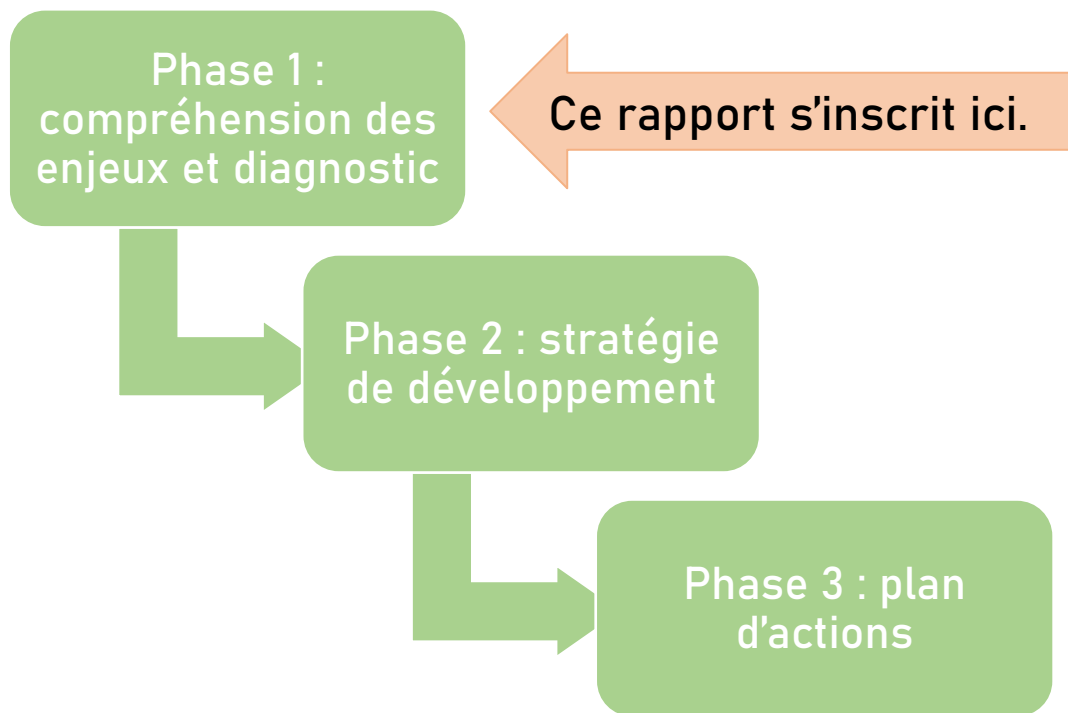 Phase 1 :
compréhension des
enjeux et diagnostic
Ce rapport s'inscrit ici.
Phase 2 : stratégie
de développement
Phase 3 : plan
d'actions